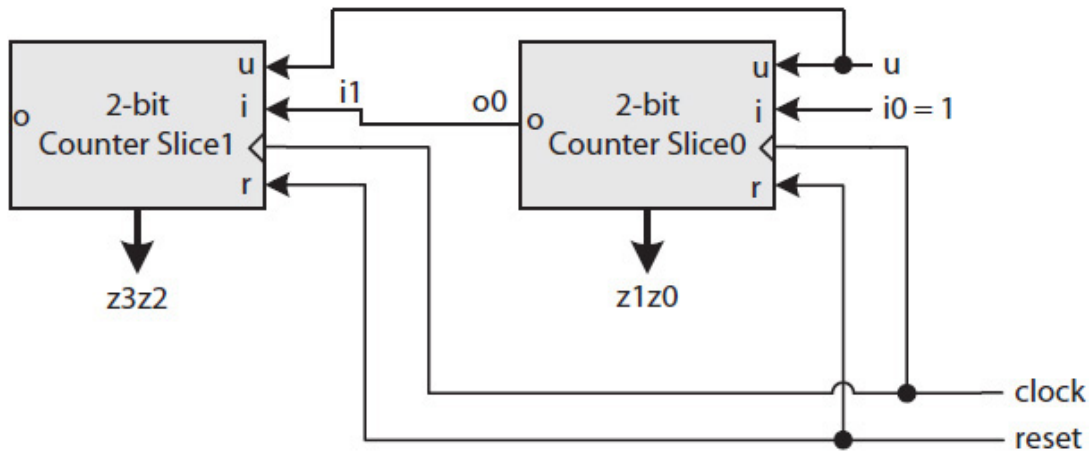 u
i
r
o
2-bit
Counter Slice1
i1
o0
o
2-bit
Counter Slice0
u
i
r
u
i0 = 1
z3z2
z1z0
clock
reset